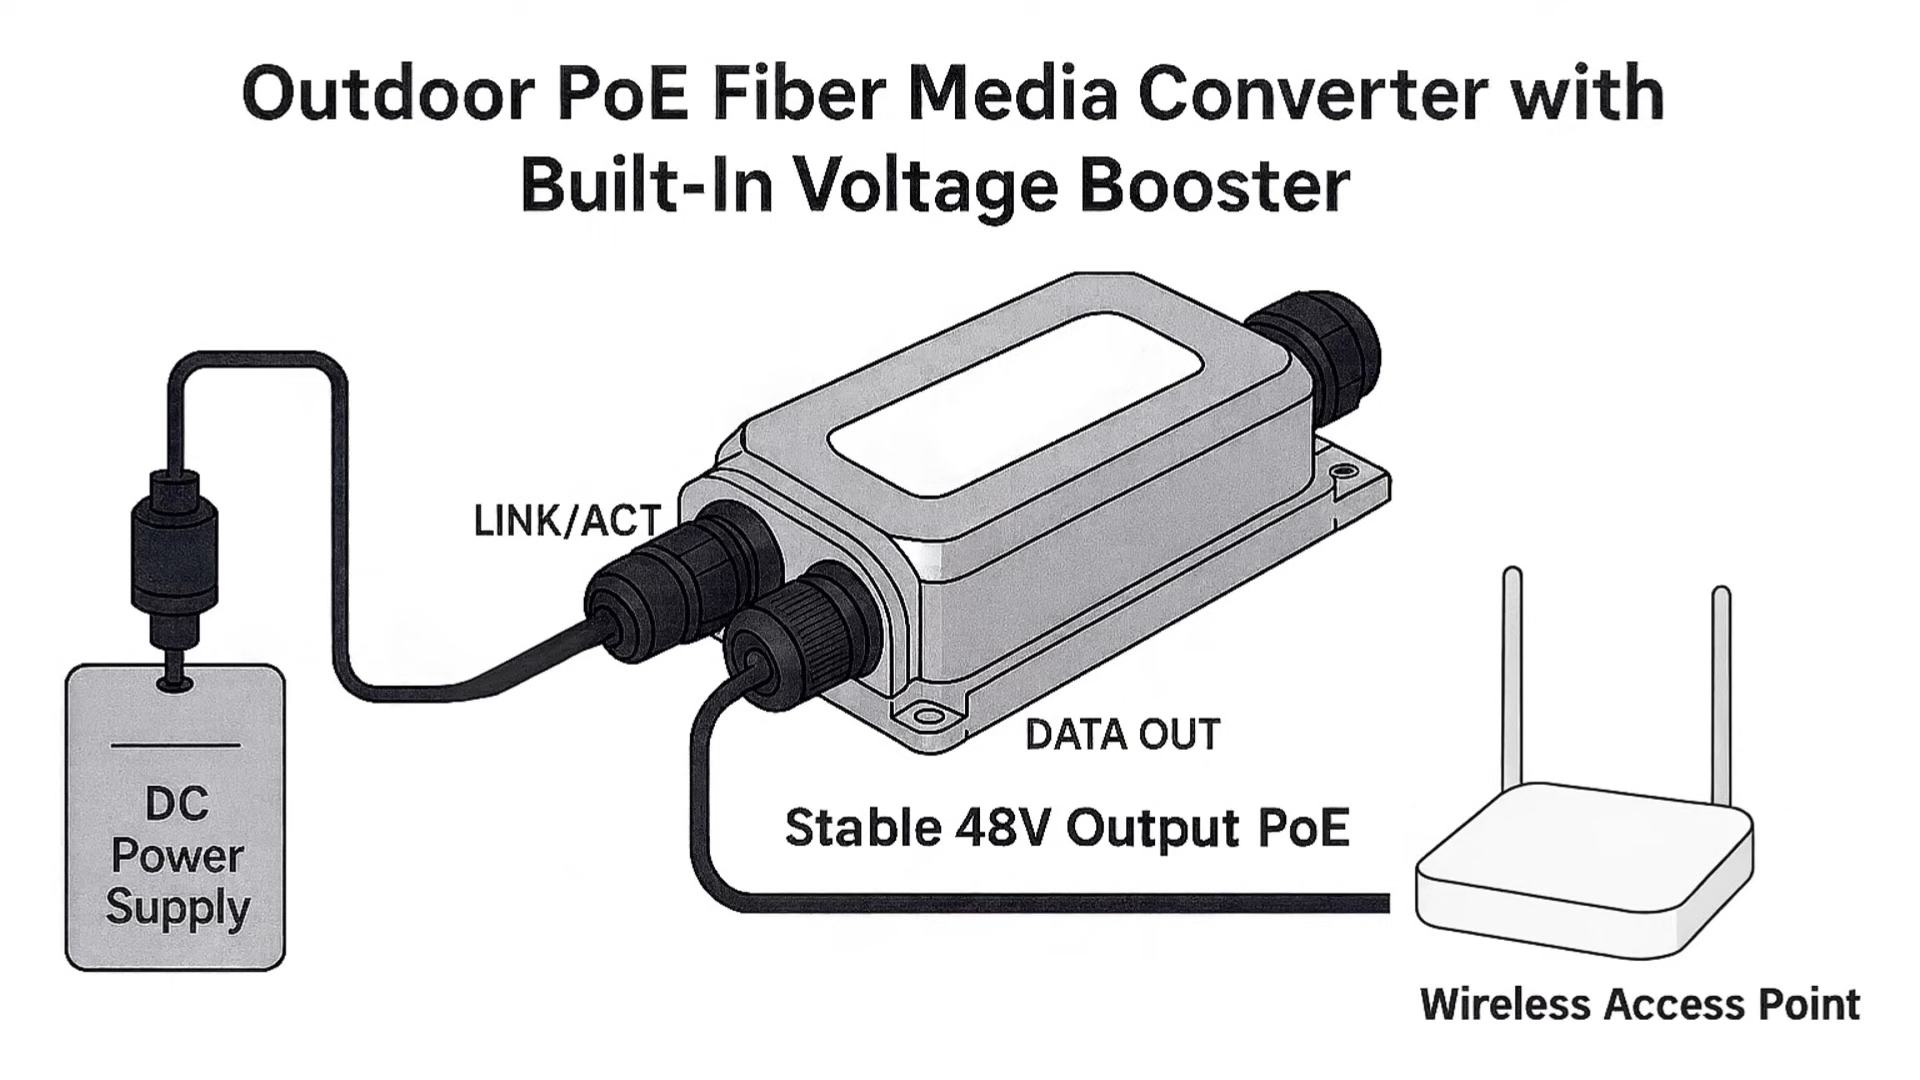 Outdoor PoE Fiber Media Converter with
Built-In Voltage Booster
LINK/ACT
DC
Power
Supply
DATA OUT
Stable 48V Output PoE
Wireless Access Point